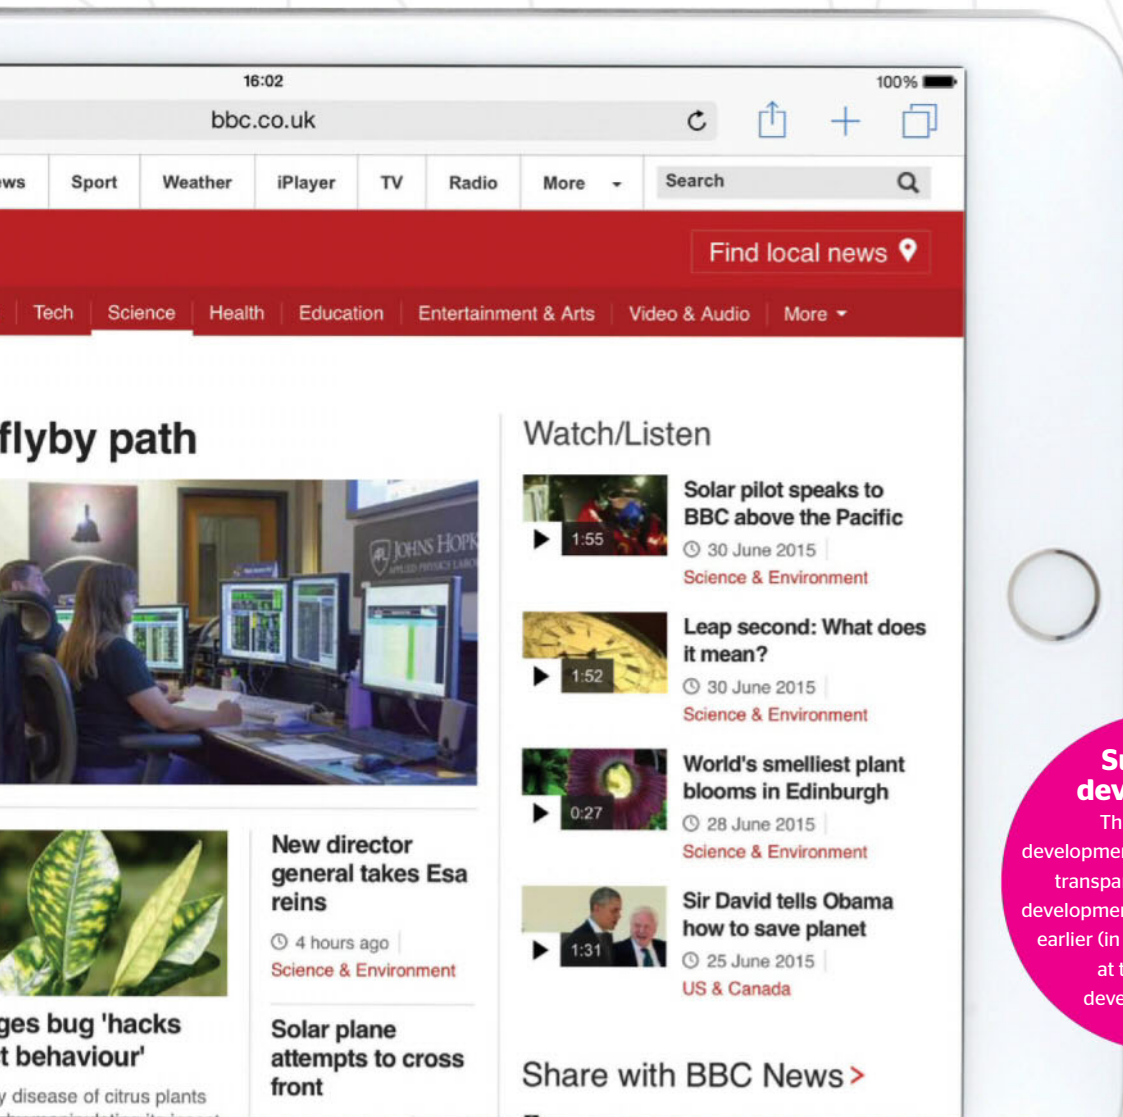 16:02
100%
bbc.co.uk
ws
Sport
Weather
iPlayer
TV
Radio
More
Search
Find local news
Tech
Science
Health
Education
Entertainment & Arts
Video & Audio
More
flyby path
JOHNS HOPK
APL
APPLIED PHYSICS LABO
ges bug 'hacks
t behaviour'
y disease of citrus plants
New director
general takes Esa
reins
4 hours ago
Science & Environment
Solar plane
attempts to cross
front
Watch/Listen
1:55
Solar pilot speaks to
BBC above the Pacific
30 June 2015
Science & Environment
1:52
Leap second: What does
it mean?
30 June 2015
Science & Environment
0:27
World's smelliest plant
blooms in Edinburgh
28 June 2015
Science & Environment
1:31
Sir David tells Obama
how to save planet
25 June 2015
US & Canada
Share with BBC News >
Su
dev
Th
developmen
transpa
developmen
earlier (in
at t
deve